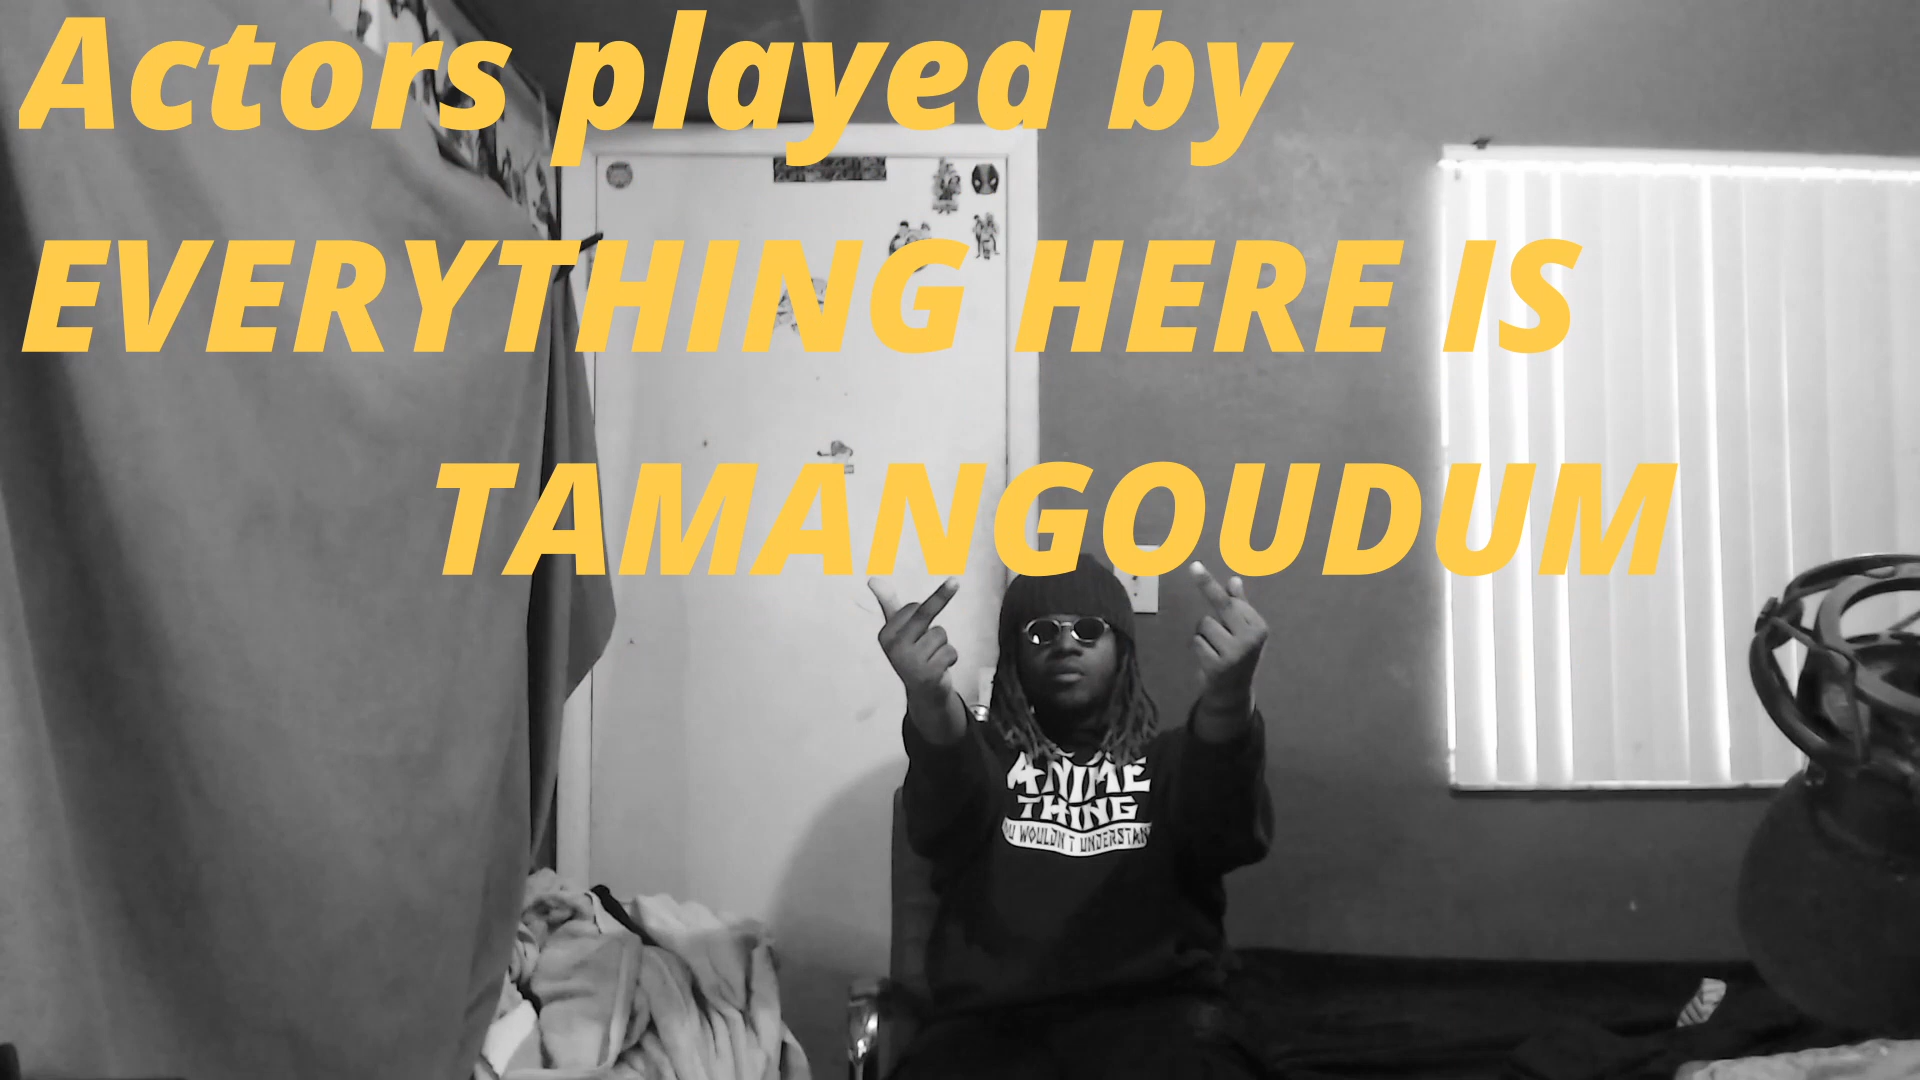 Actors played by
EVERYTHING HERE IS
TAMANGOUDUM
ANIME
THING
U WOULDN'T UNDERSTAN